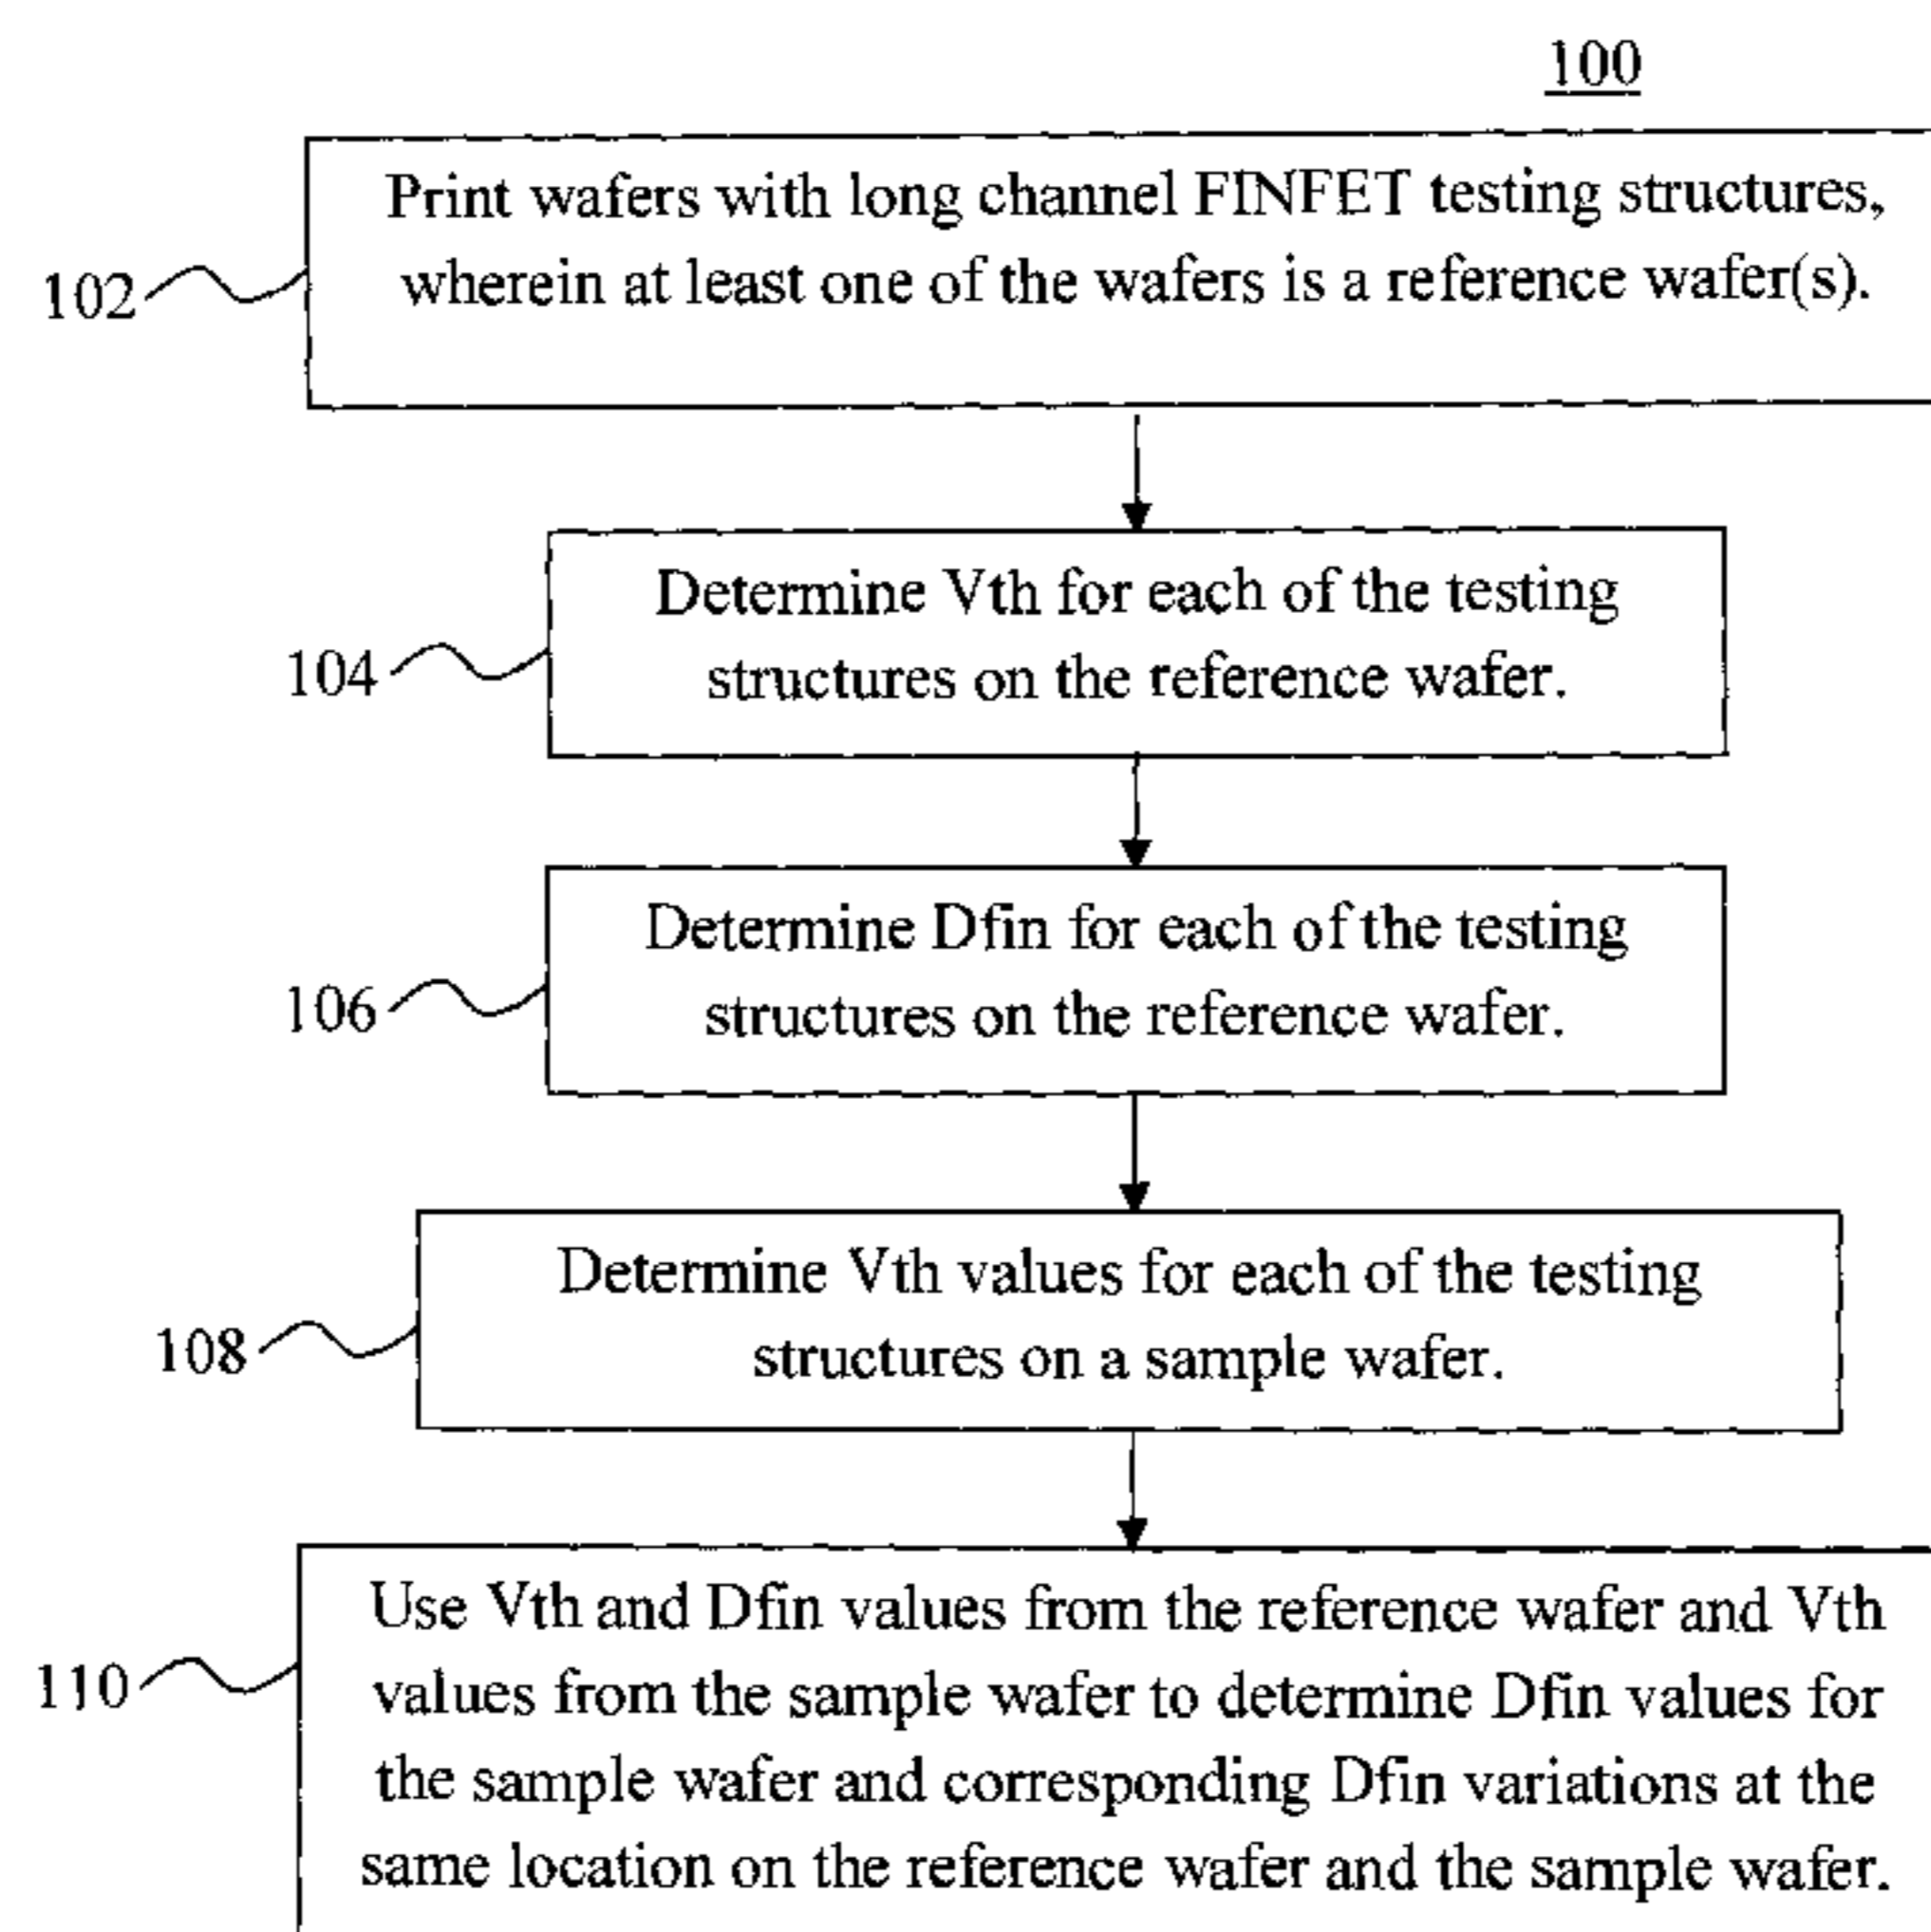 100
Print wafers with long channel FINFET testing structures,
wherein at least one of the wafers is a reference wafer(s).
102
Determine Vth for each of the testing
structures on the reference wafer.
104
Determine Dfin for each of the testing
structures on the reference wafer.
106
Determine Vth values for each of the testing
structures on a sample wafer.
108
Use Vth and Dfin values from the reference wafer and Vth
values from the sample wafer to determine Dfin values for
the sample wafer and corresponding Dfin variations at the
same location on the reference wafer and the sample wafer.
110